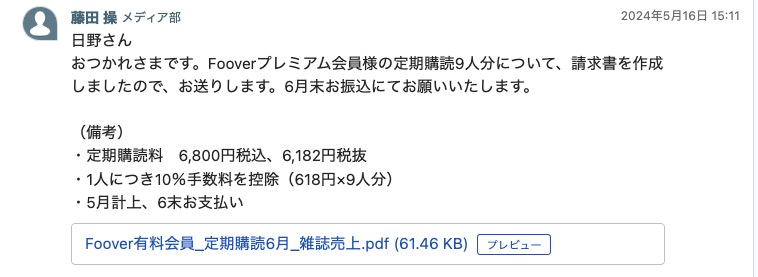 藤田 操 メディア部 2024年5月16日 15:11
日野さん
おつかれさまです。Fooverプレミアム会員様の定期購読9人分について、請求書を作成
しましたので、お送りします。6月末お振込にてお願いいたします。
（備考）
・定期購読料　6,800円税込、6,182円税抜
・1人につき10%手数料を控除（618円×9人分）
・5月計上、6末お支払い
Foover有料会員_定期購読6月_雑誌売上.pdf (61.46 KB) プレビュー